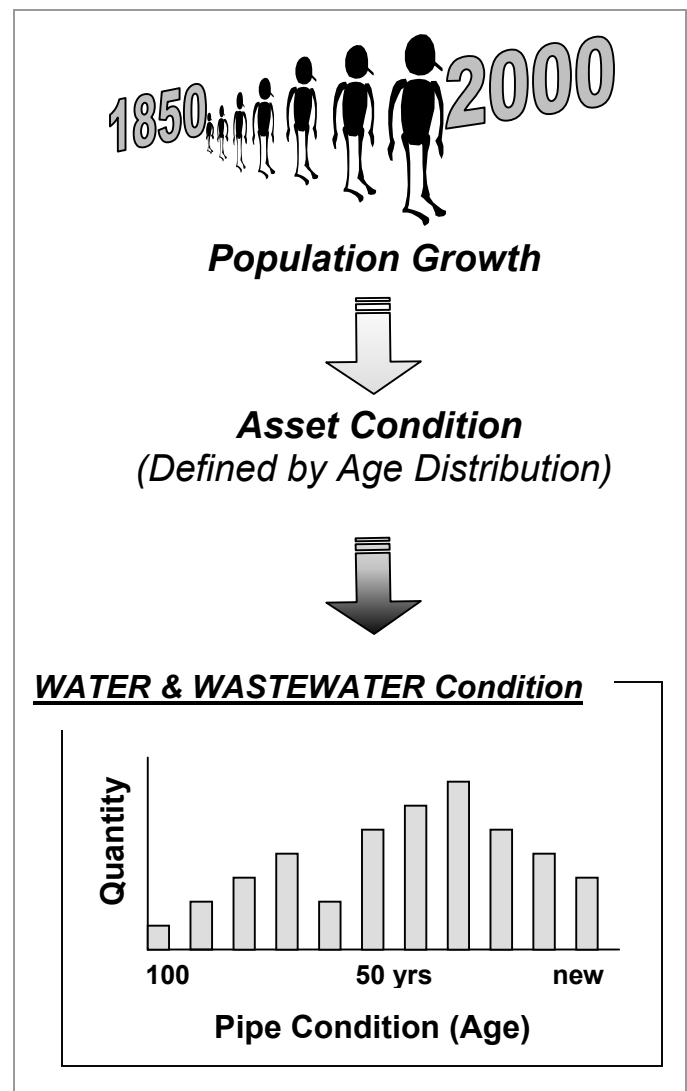 1850 2000
Population Growth
Asset Condition
(Defined by Age Distribution)
WATER & WASTEWATER Condition
Quantity
100 50 yrs new
Pipe Condition (Age)